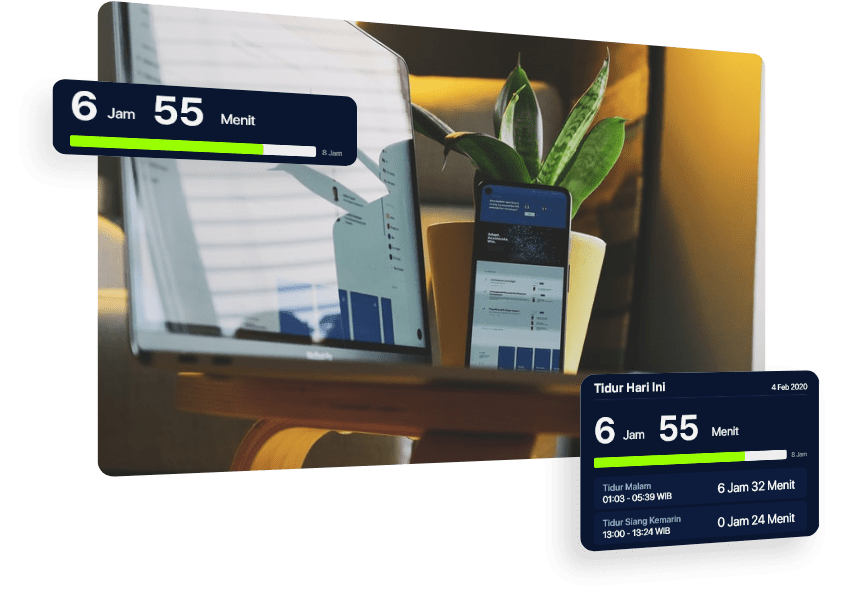 6 Jam 55 Menit
8 Jam
Tidur Hari Ini
4 Feb 2020
6 Jam 55 Menit
8 Jam
Tidur Malam
01:03 - 05:39 WIB
6 Jam 32 Menit
Tidur Siang Kemarin
13:00 - 13:24 WIB
0 Jam 24 Menit